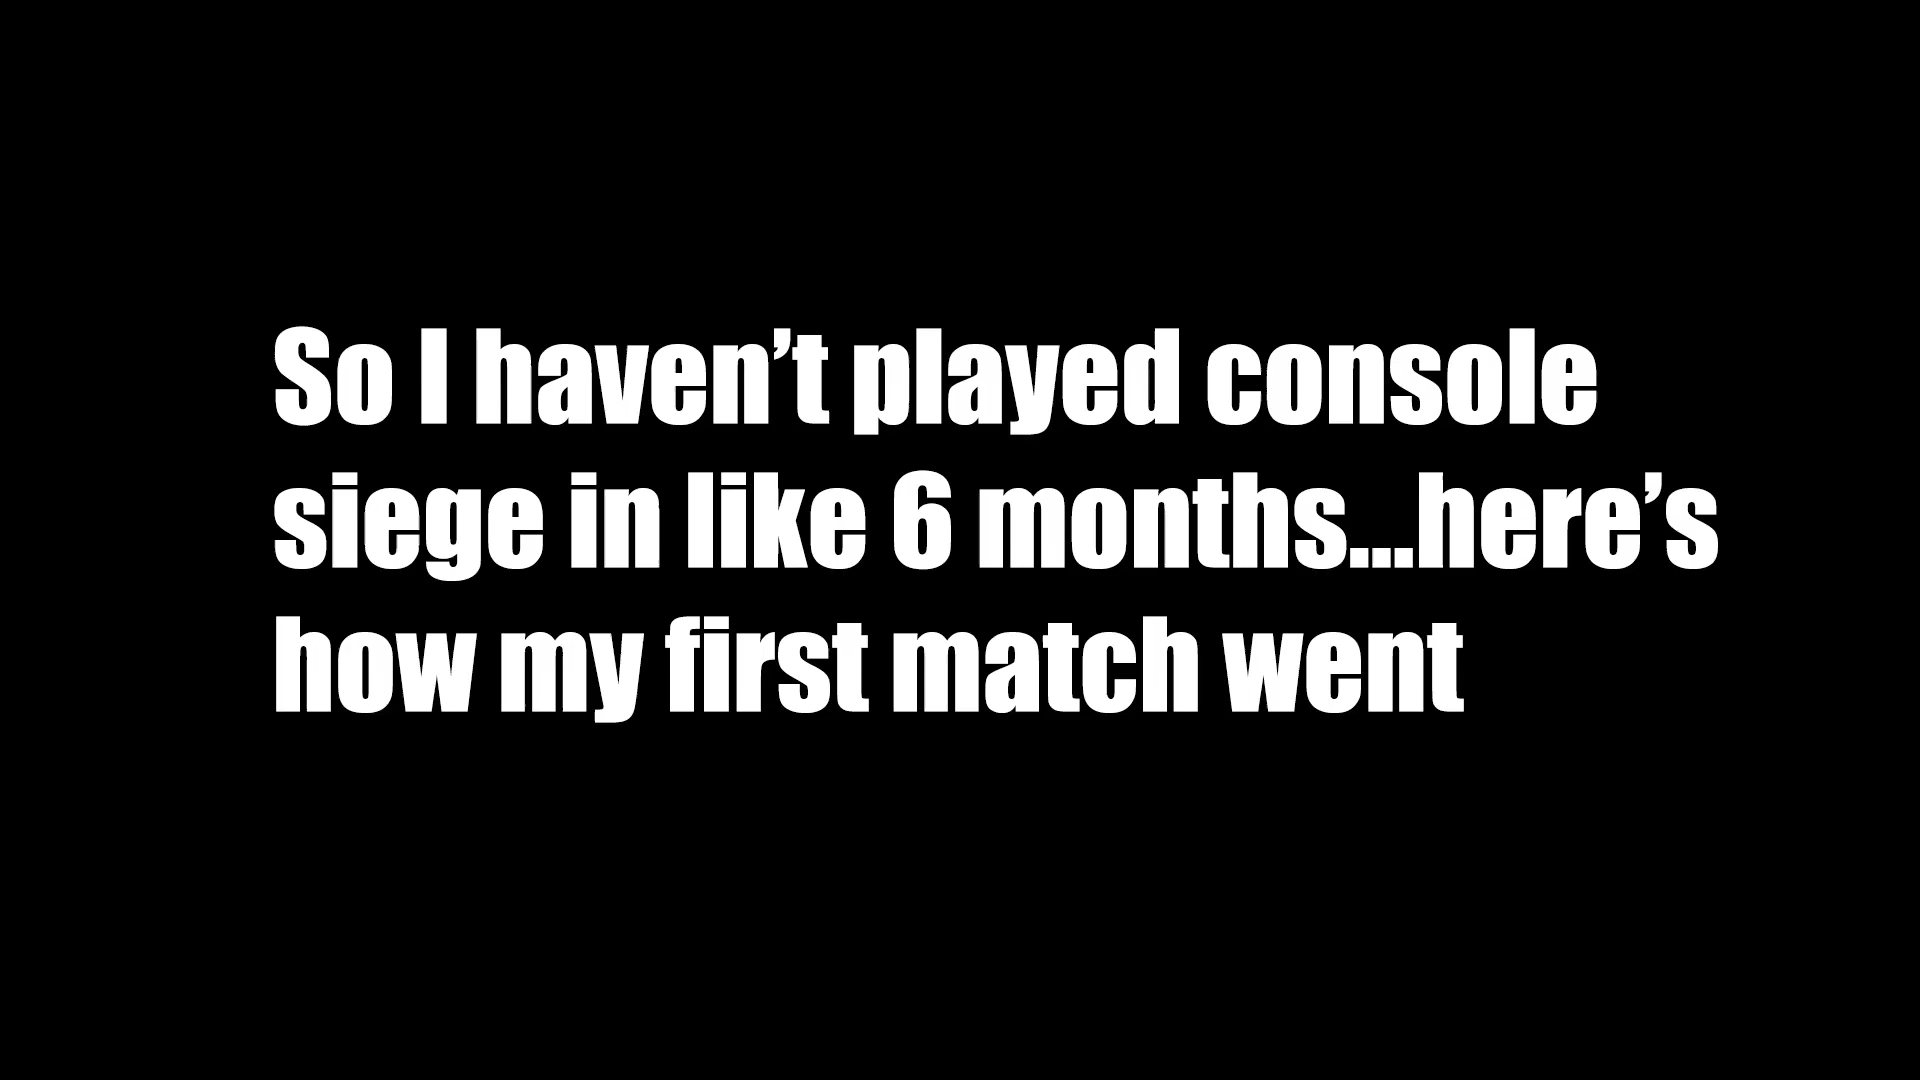 So I haven’t played console
siege in like 6 months...here’s
how my first match went